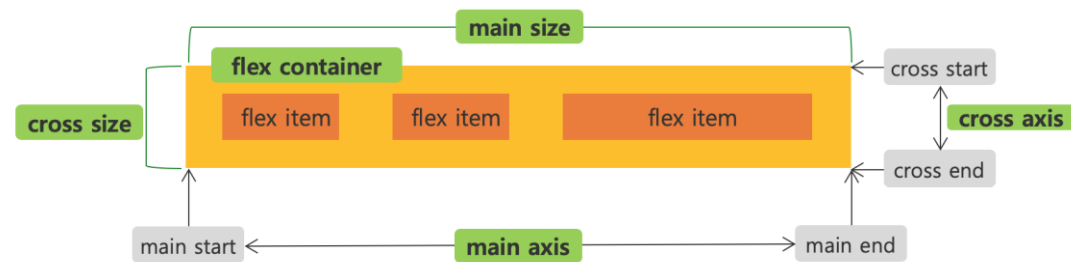 main size
flex container
cross start
flex item
flex item
flex item
cross size
cross axis
cross end
main start
main axis
main end